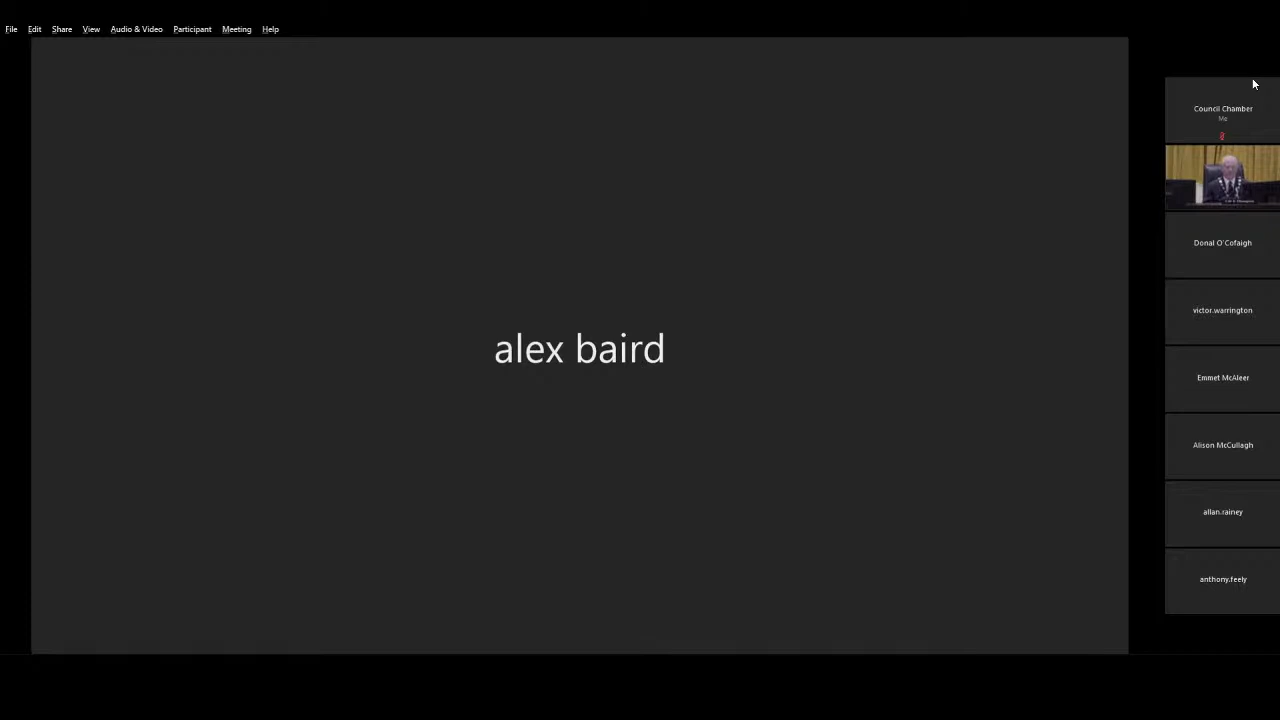 File Edit Share View Audio & Video Participant Meeting Help
Council Chamber
Me
alex baird
Donal O'Cofaigh
victor.warrington
Emmet McAleer
Alison McCullagh
allan.rainey
anthony.feely